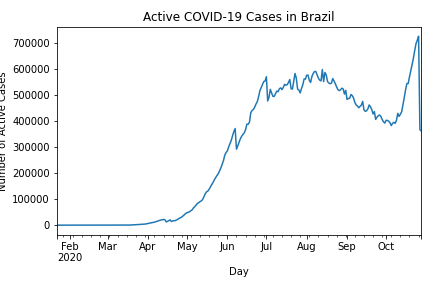 Active COVID-19 Cases in Brazil
Number of Active Cases
700000
600000
500000
400000
300000
200000
100000
0
Feb Mar Apr May Jun Jul Aug Sep Oct
2020
Day